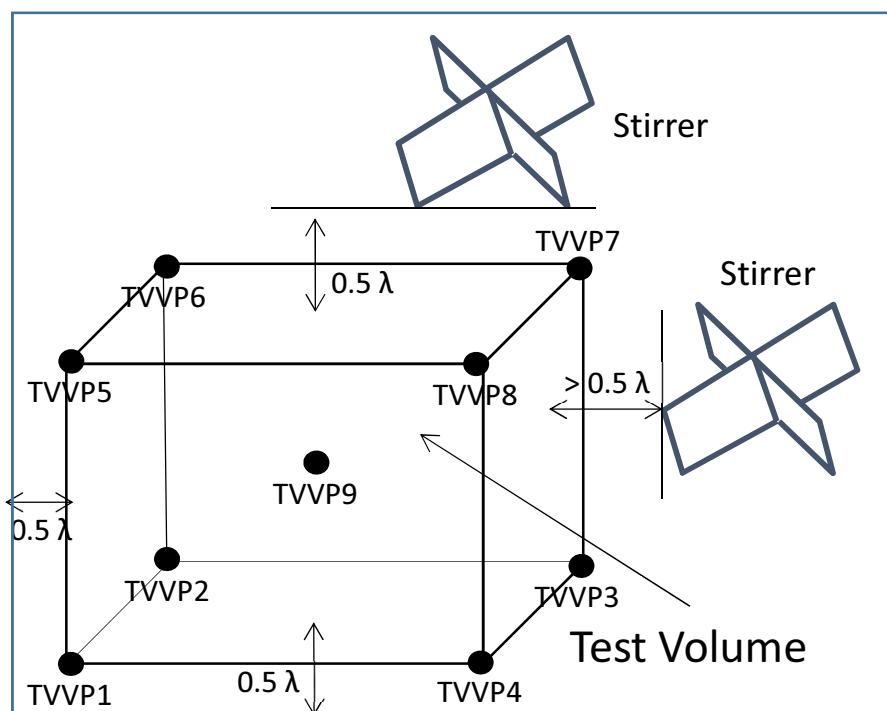 Stirrer
TVVP7
Stirrer
0.5 λ
TVVP6
TVVP5
TVVP8
> 0.5 λ
TVVP9
0.5 λ
TVVP2
TVVP3
Test Volume
0.5 λ
TVVP1
TVVP4